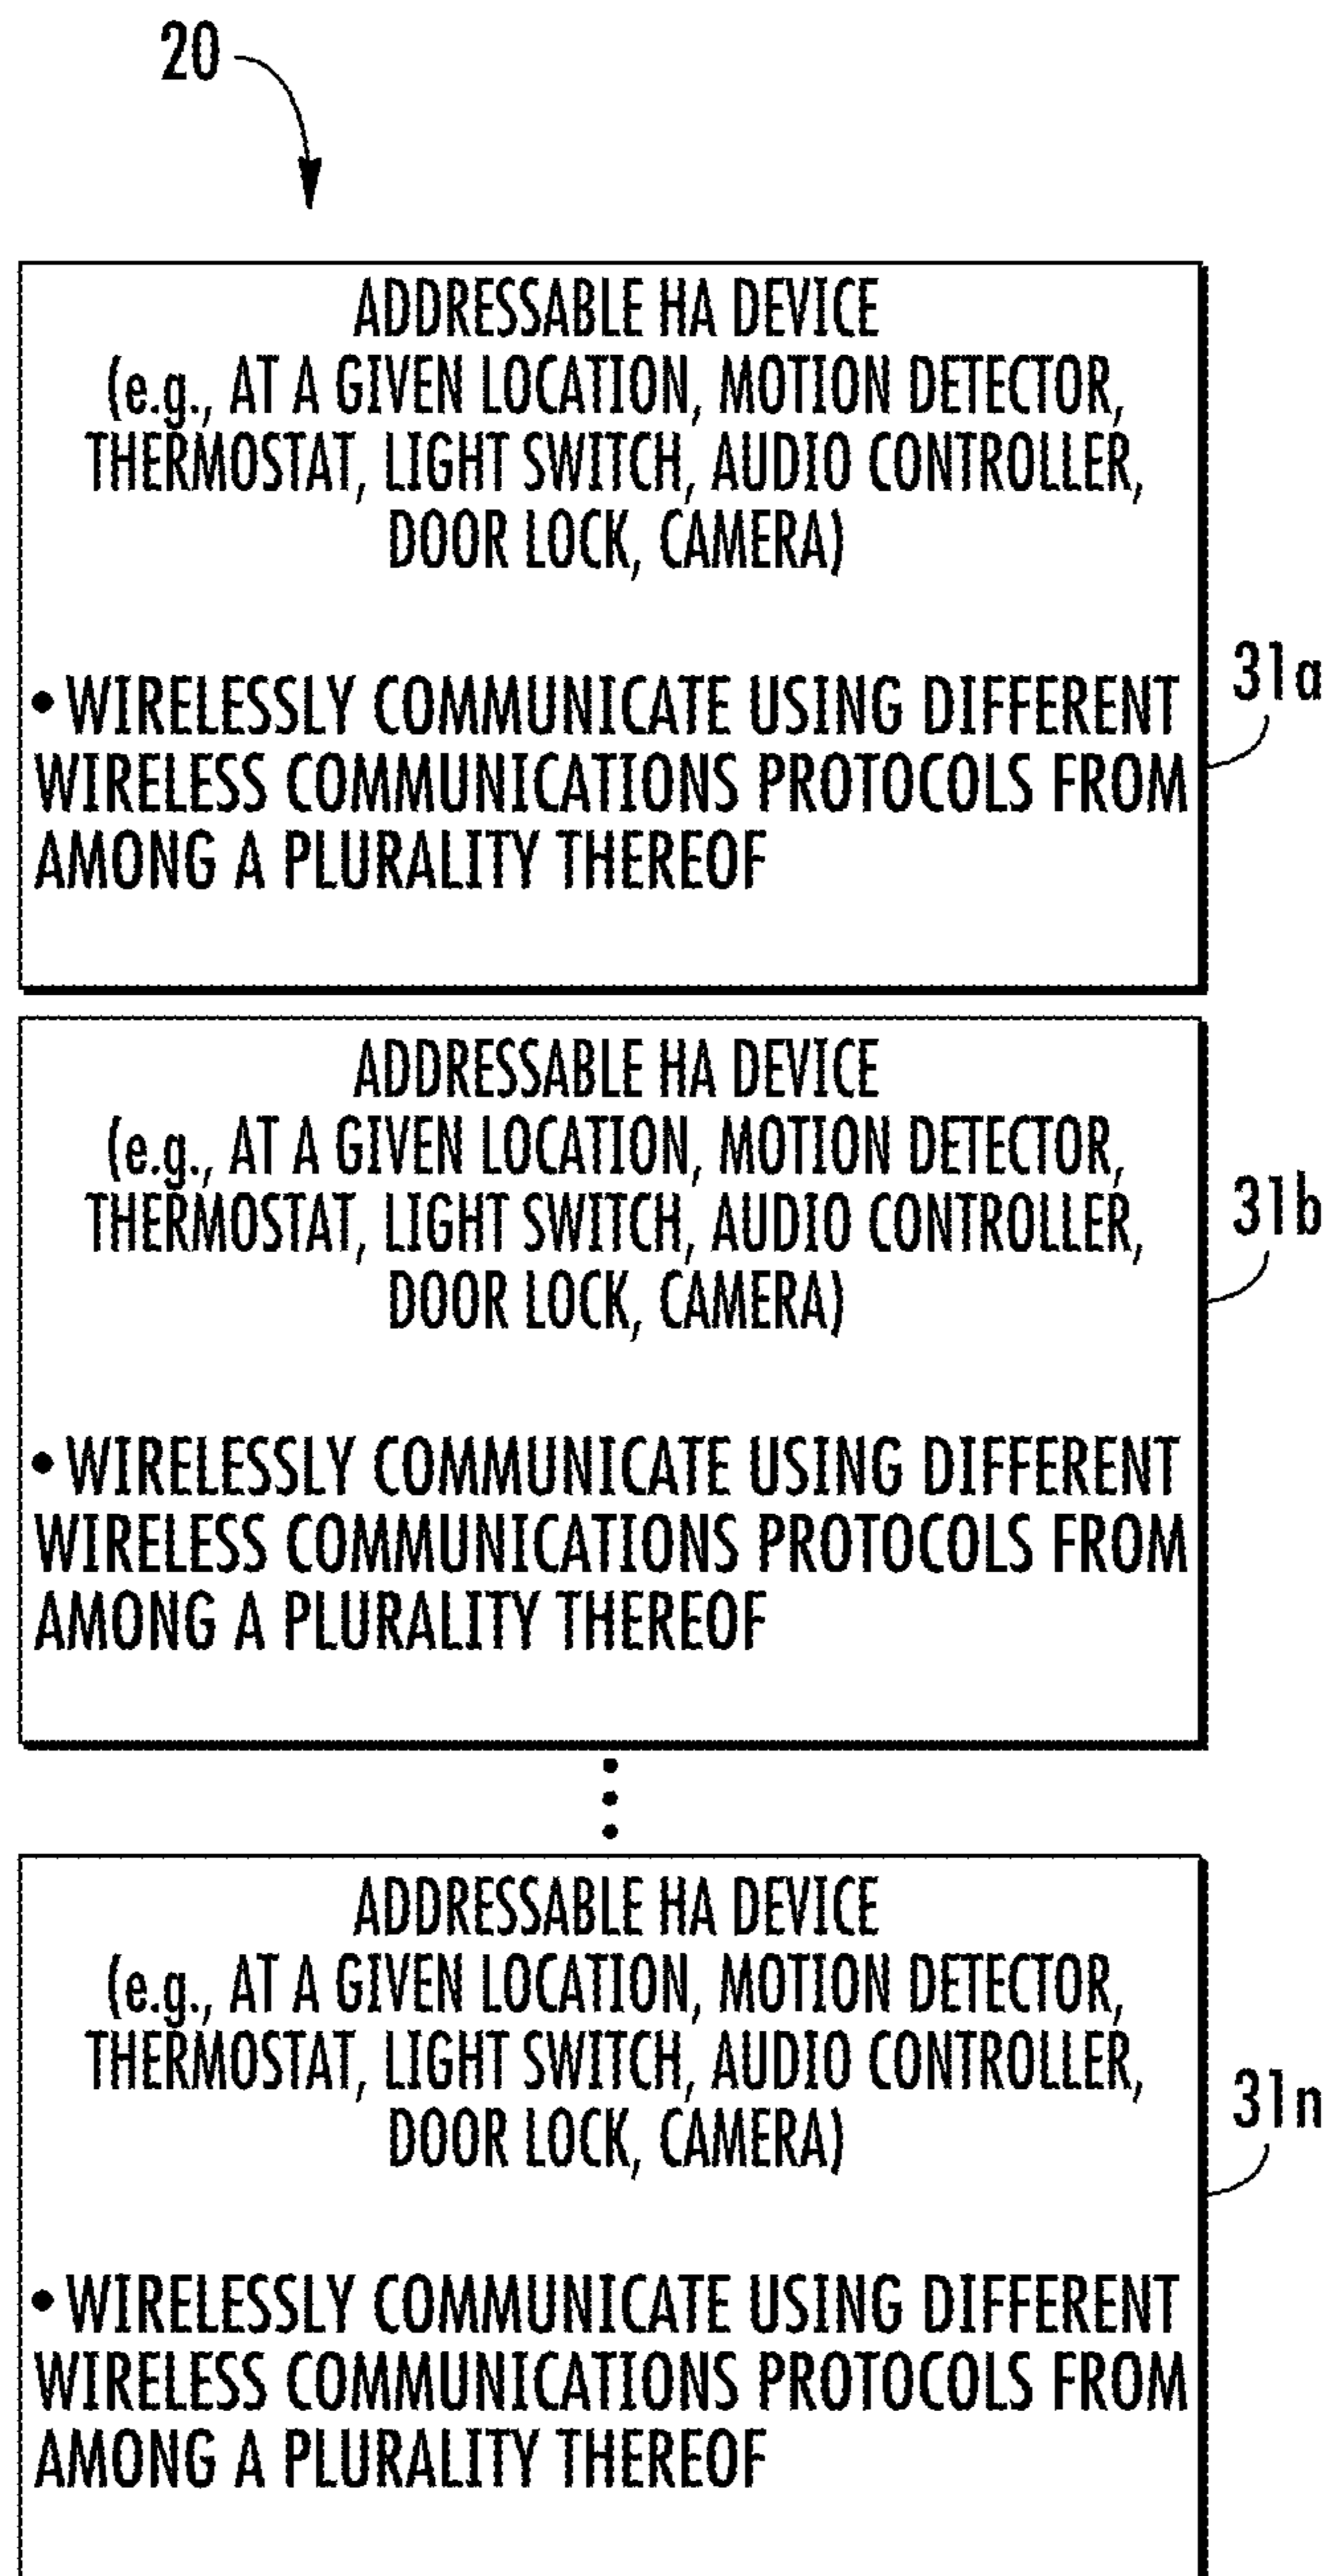 20
ADDRESSABLE HA DEVICE
(e.g., AT A GIVEN LOCATION, MOTION DETECTOR,
THERMOSTAT, LIGHT SWITCH, AUDIO CONTROLLER,
DOOR LOCK, CAMERA)
• WIRELESSLY COMMUNICATE USING DIFFERENT
WIRELESS COMMUNICATIONS PROTOCOLS FROM
AMONG A PLURALITY THEREOF
31a
ADDRESSABLE HA DEVICE
(e.g., AT A GIVEN LOCATION, MOTION DETECTOR,
THERMOSTAT, LIGHT SWITCH, AUDIO CONTROLLER,
DOOR LOCK, CAMERA)
• WIRELESSLY COMMUNICATE USING DIFFERENT
WIRELESS COMMUNICATIONS PROTOCOLS FROM
AMONG A PLURALITY THEREOF
31b
ADDRESSABLE HA DEVICE
(e.g., AT A GIVEN LOCATION, MOTION DETECTOR,
THERMOSTAT, LIGHT SWITCH, AUDIO CONTROLLER,
DOOR LOCK, CAMERA)
• WIRELESSLY COMMUNICATE USING DIFFERENT
WIRELESS COMMUNICATIONS PROTOCOLS FROM
AMONG A PLURALITY THEREOF
31n